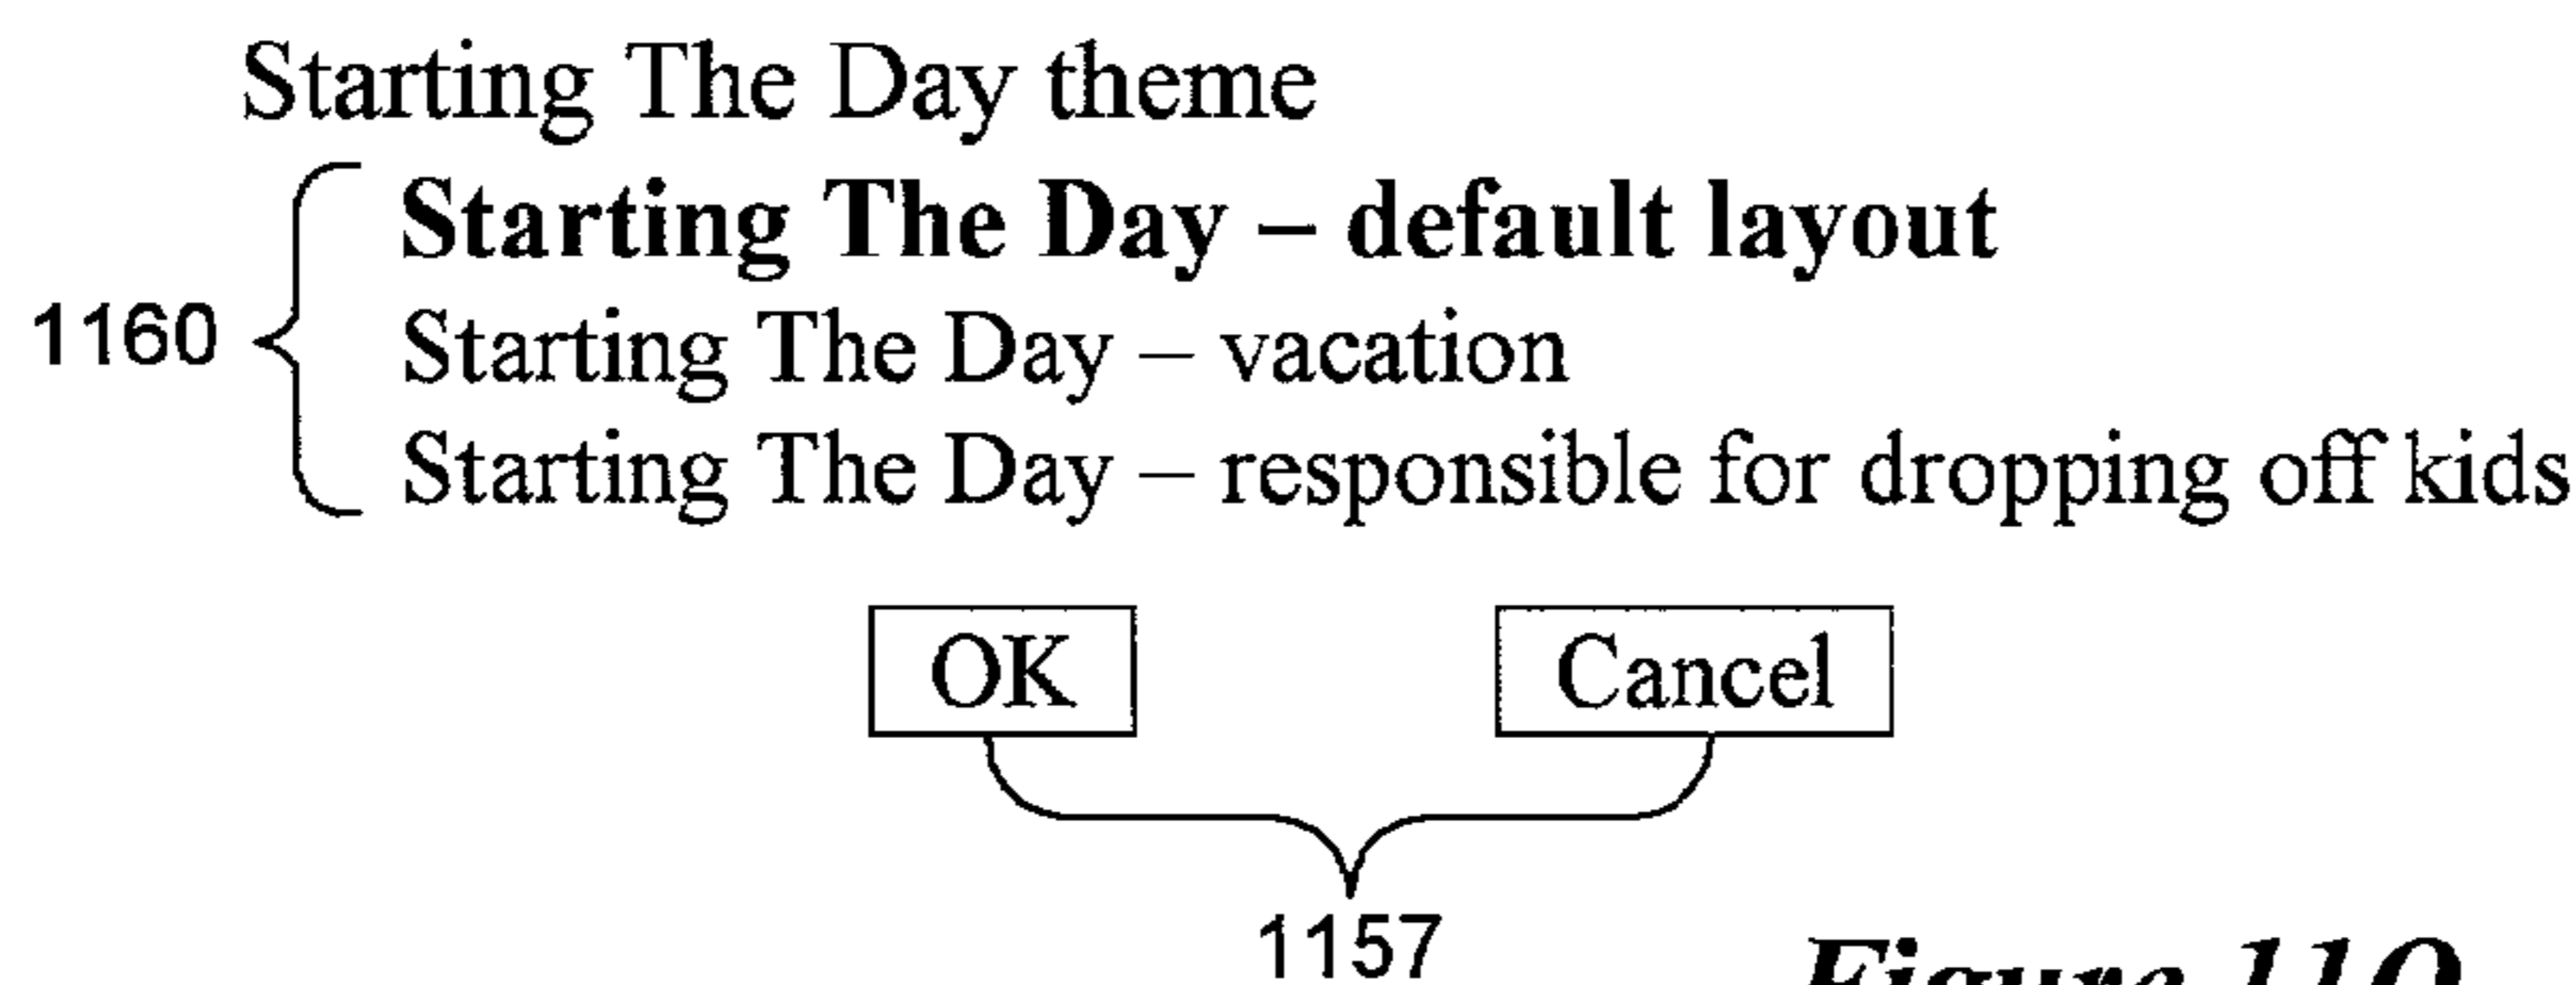 Starting The Day theme
Starting The Day – default layout
1160
Starting The Day – vacation
Starting The Day – responsible for dropping off kids
OK Cancel
1157
Figure